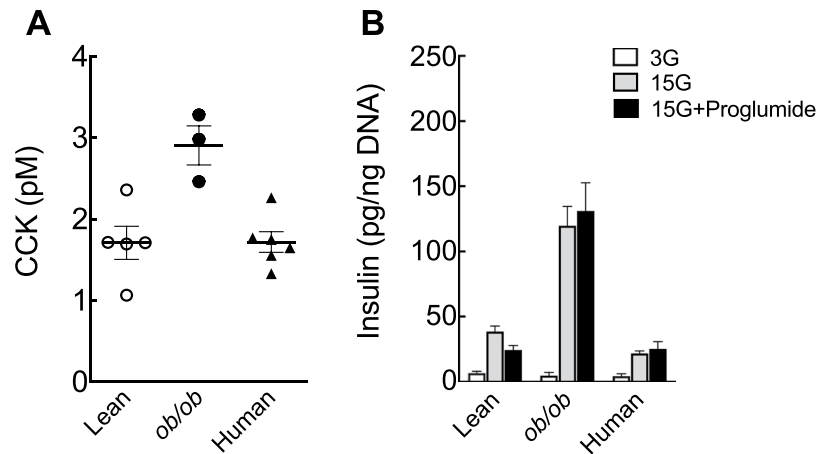 A
CCK (pM)
4
3
2
1
0
Lean
ob/ob
Human
B
Insulin (pg/ng DNA)
250
200
150
100
50
0
Lean
ob/ob
Human
3G
15G
15G+Proglumide